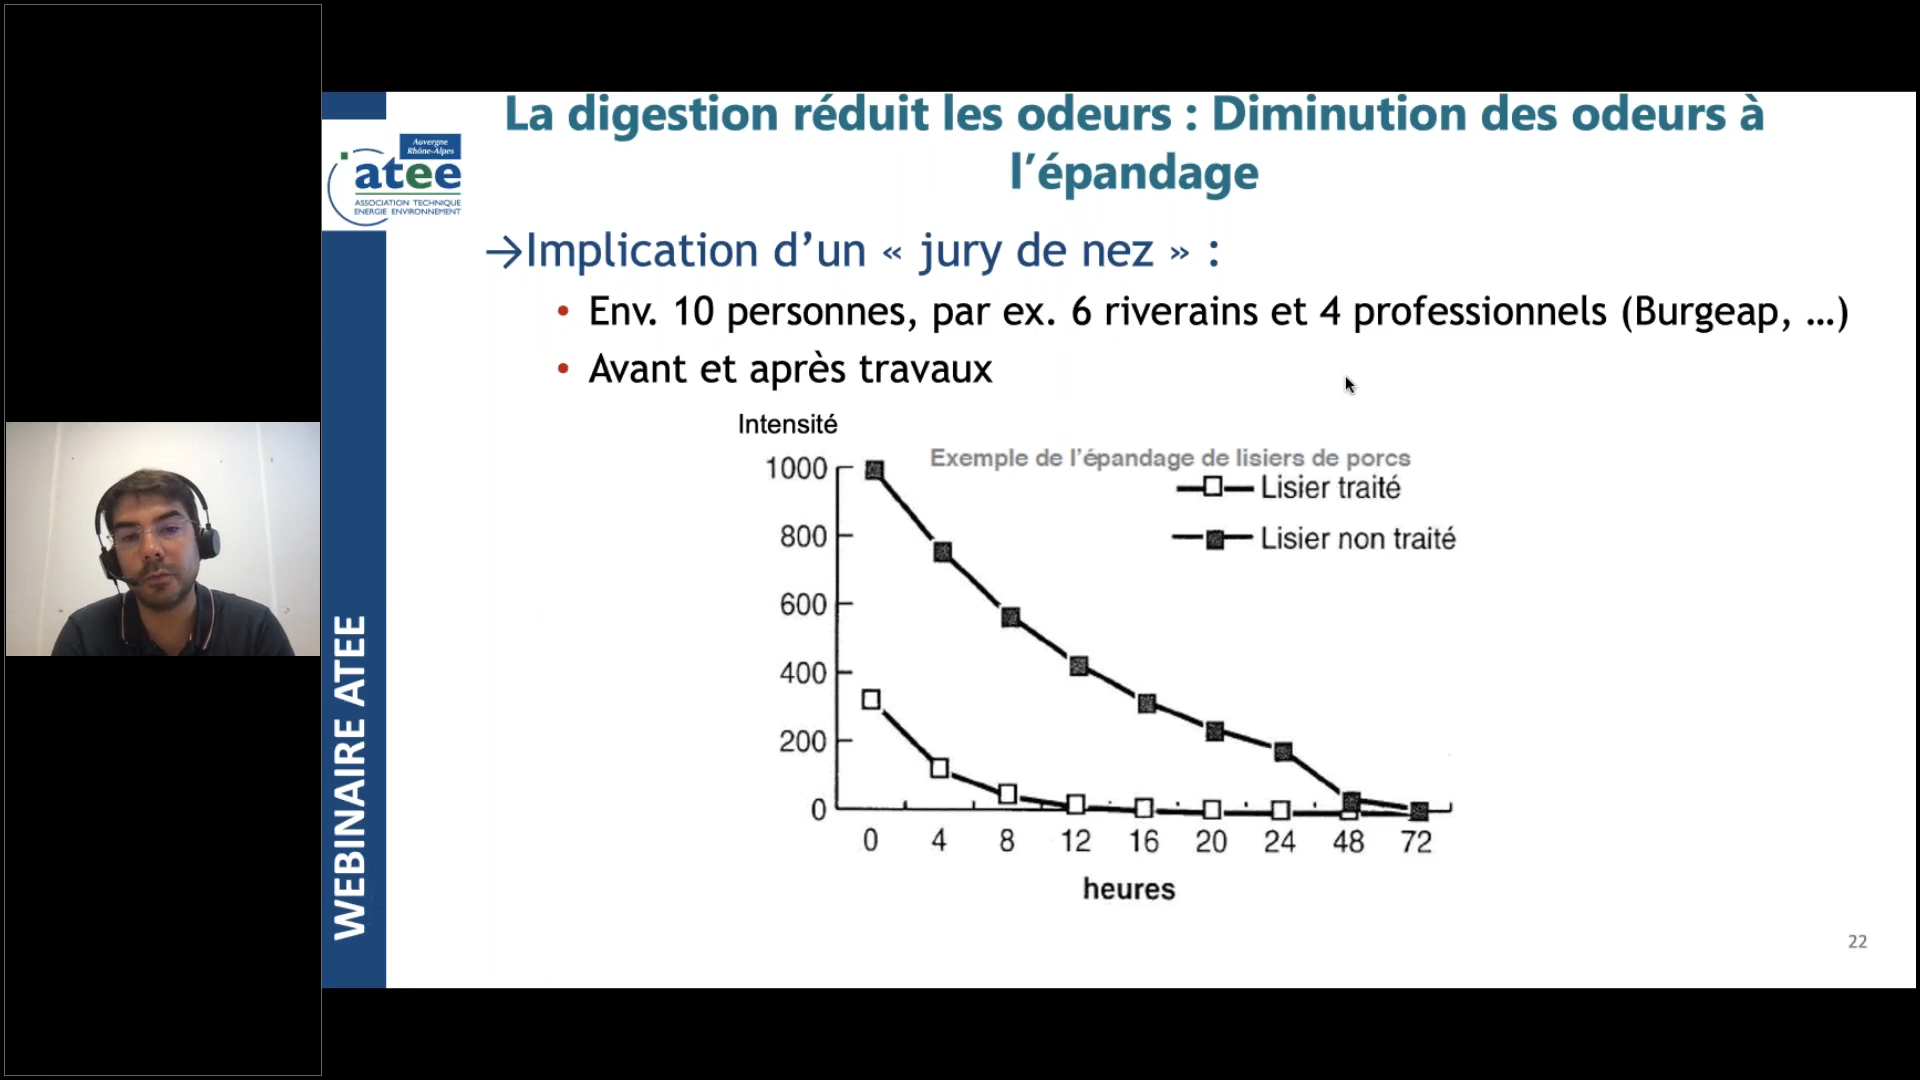 La digestion réduit les odeurs : Diminution des odeurs à
l’épandage
Auvergne
Rhône-Alpes
atee
ASSOCIATION TECHNIQUE
ENERGIE ENVIRONNEMENT
→Implication d’un « jury de nez » :
• Env. 10 personnes, par ex. 6 riverains et 4 professionnels (Burgeap, …)
• Avant et après travaux
Intensité
Exemple de l’épandage de lisiers de porcs
Lisier traité
Lisier non traité
1000
800
600
400
200
0
0 4 8 12 16 20 24 48 72
heures
WEBINAIRE ATEE
22